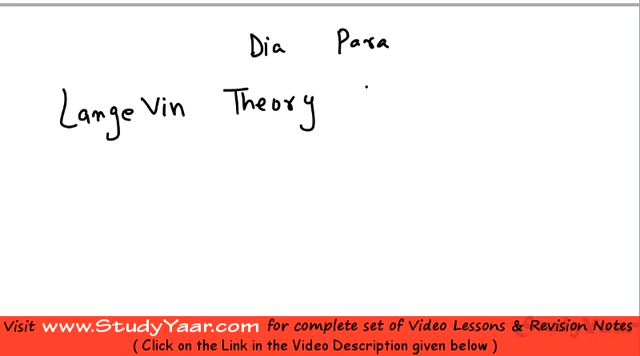 Dia Para
Langevin Theory
Visit www.StudyYaar.com for complete set of Video Lessons & Revision Notes
( Click on the Link in the Video Description given below )